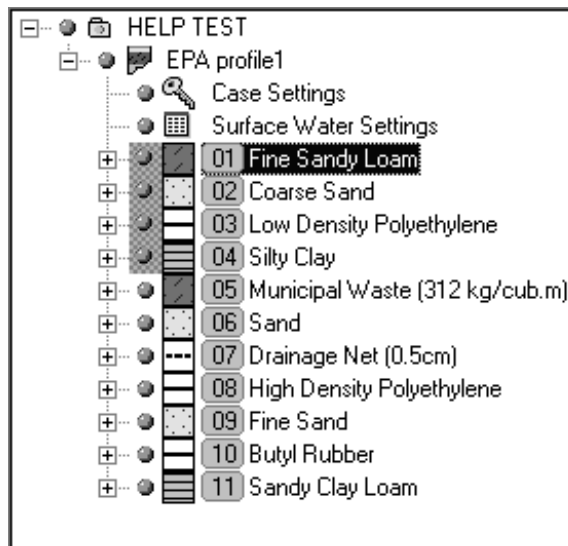 HELP TEST
EPA profile1
Case Settings
Surface Water Settings
01 Fine Sandy Loam
02 Coarse Sand
03 Low Density Polyethylene
04 Silty Clay
05 Municipal Waste (312 kg/cub.m)
06 Sand
07 Drainage Net (0.5cm)
08 High Density Polyethylene
09 Fine Sand
10 Butyl Rubber
11 Sandy Clay Loam